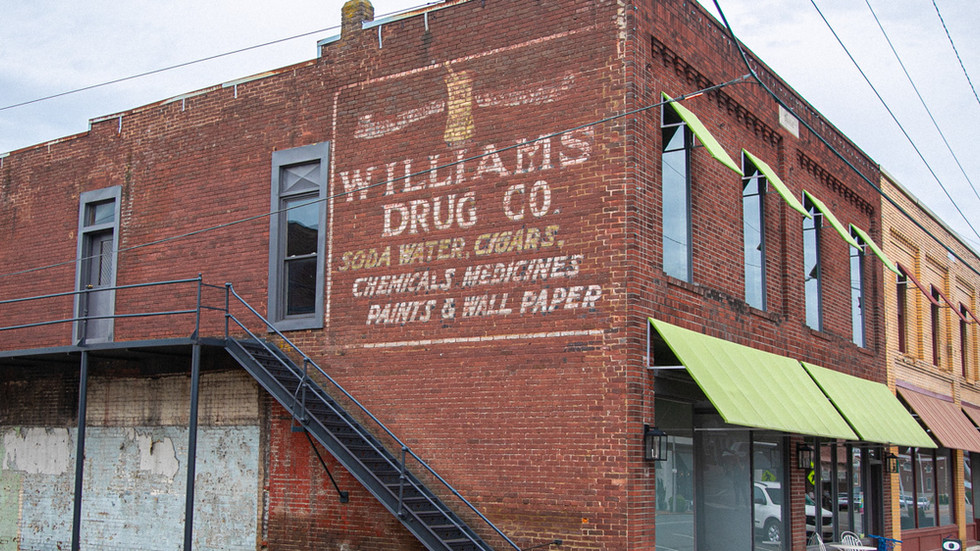 WILLIAMS
DRUG CO.
SODA WATER, CIGARS,
CHEMICALS MEDICINES
PAINTS & WALL PAPER